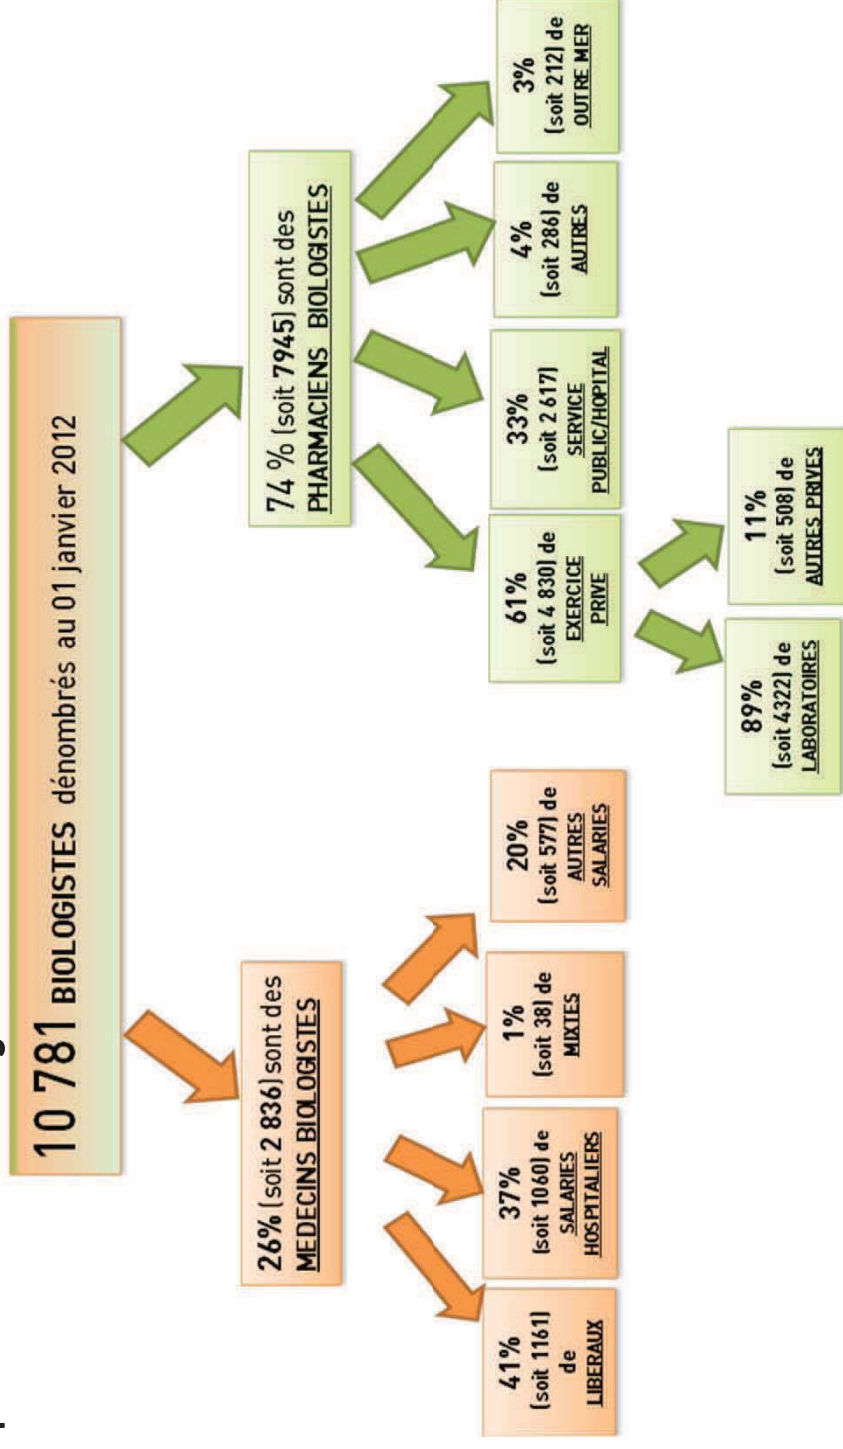 10 781 BIOLOGISTES dénombrés au 01 janvier 2012
26% (soit 2 836) sont des
MEDECINS BIOLOGISTES
74 % (soit 7945) sont des
PHARMACIENS BIOLOGISTES
41%
(soit 1161)
de
LIBERAUX
37%
(soit 1060) de
SALARIES
HOSPITALIERS
1%
(soit 38) de
MIXTES
20%
(soit 577) de
AUTRES
SALARIES
61%
(soit 4 830) de
EXERCICE
PRIVE
33%
(soit 2 617)
SERVICE
PUBLIC/HOPITAL
4%
(soit 286) de
AUTRES
3%
(soit 212) de
OUTRE MER
89%
(soit 4322) de
LABORATOIRES
11%
(soit 508) de
AUTRES PRIVES